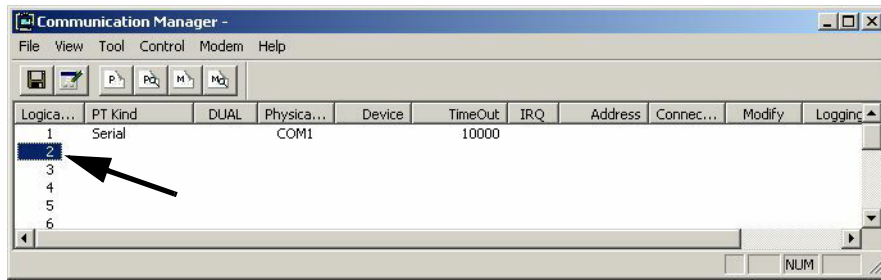 Communication Manager -
File View Tool Control Modem Help
Logica... PT Kind DUAL Physica... Device TimeOut IRQ Address Connec... Modify Logging
1 Serial COM1 10000
2
3
4
5
6
NUM